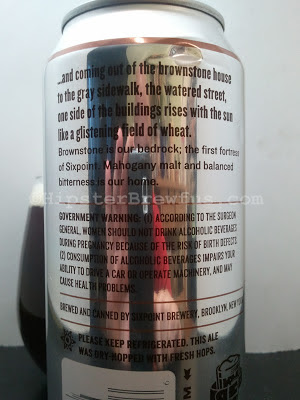 ...and coming out of the brownstone house
to the gray sidewalk, the watered street,
one side of the buildings rises with the sun
like a glistening field of wheat.
Brownstone is our bedrock; the first fortress
of Sixpoint. Mahogany malt and balanced
bitterness is our home.
HipsterBrewfus.com
GOVERNMENT WARNING: (1) ACCORDING TO THE SURGEON
GENERAL, WOMEN SHOULD NOT DRINK ALCOHOLIC BEVERAGES
DURING PREGNANCY BECAUSE OF THE RISK OF BIRTH DEFECTS.
(2) CONSUMPTION OF ALCOHOLIC BEVERAGES IMPAIRS YOUR
ABILITY TO DRIVE A CAR OR OPERATE MACHINERY, AND MAY
CAUSE HEALTH PROBLEMS.
BREWED AND CANNED BY SIXPOINT BREWERY, BROOKLYN, NEW
PLEASE KEEP REFRIGERATED. THIS ALE
WAS DRY-HOPPED WITH FRESH HOPS.